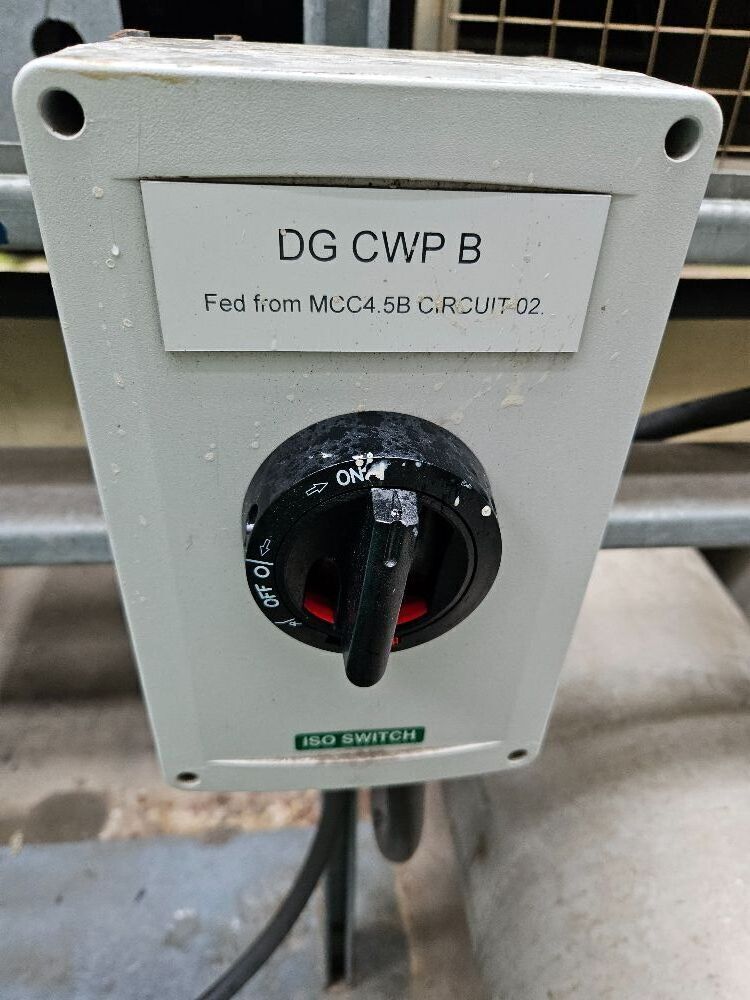 DG CWP B
Fed from MCC4.5B CIRCUIT 02.
ON
OFF O
ISO SWITCH